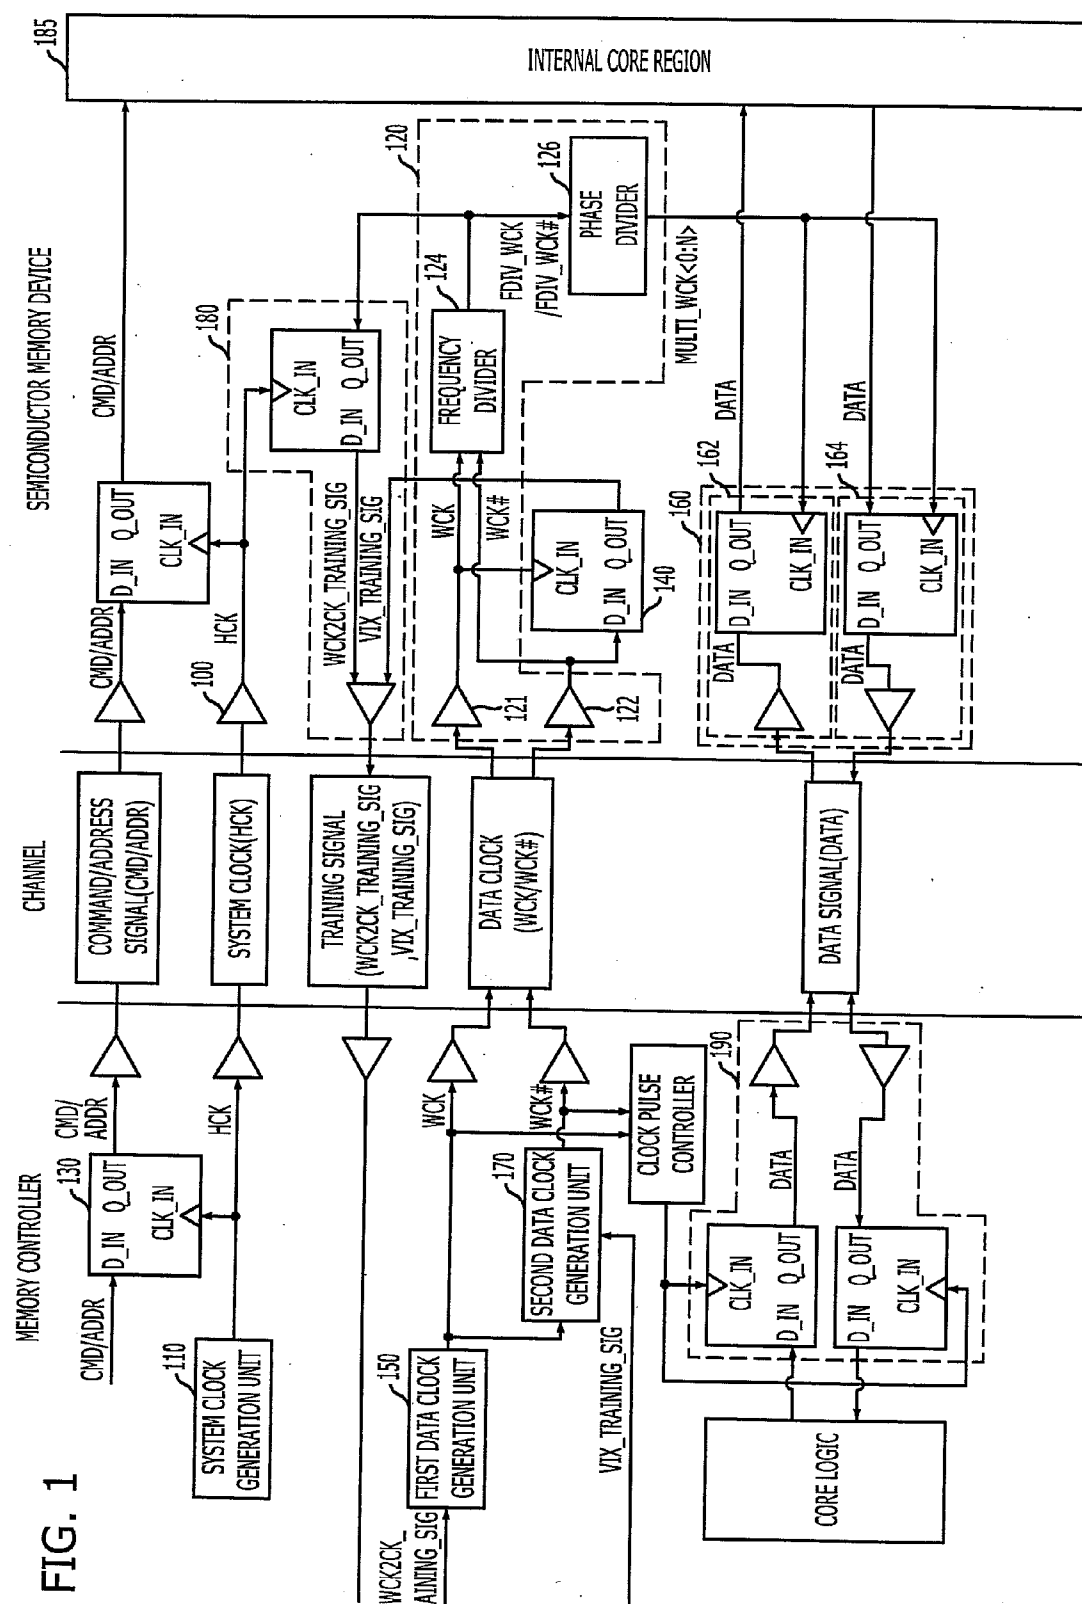 FIG. 1
MEMORY CONTROLLER
CHANNEL
SEMICONDUCTOR MEMORY DEVICE
CMD/ADDR
130
D_IN Q_OUT
CLK_IN
CMD/
ADDR
COMMAND/ADDRESS
SIGNAL(CMD/ADDR)
CMD/ADDR
D_IN Q_OUT
CLK_IN
CMD/ADDR
185
INTERNAL CORE REGION
110
SYSTEM CLOCK
GENERATION UNIT
HCK
SYSTEM CLOCK(HCK)
100
HCK
180
CLK_IN
D_IN Q_OUT
TRAINING SIGNAL
(WCK2CK_TRAINING_SIG
,VIX_TRAINING_SIG)
WCK2CK_TRAINING_SIG
VIX_TRAINING_SIG
WCK2CK_
AINING_SIG
150
FIRST DATA CLOCK
GENERATION UNIT
WCK
DATA CLOCK
(WCK/WCK#)
121
WCK
124
FREQUENCY
DIVIDER
120
170
SECOND DATA CLOCK
GENERATION UNIT
WCK#
122
WCK#
CLK_IN
D_IN Q_OUT
140
FDIV_WCK
/FDIV_WCK#
126
PHASE
DIVIDER
VIX_TRAINING_SIG
CLOCK PULSE
CONTROLLER
MULTI_WCK<0:N>
190
CLK_IN
D_IN Q_OUT
DATA
DATA SIGNAL(DATA)
160
162
DATA
D_IN Q_OUT
CLK_IN
DATA
CORE LOGIC
D_IN Q_OUT
CLK_IN
DATA
164
DATA
D_IN Q_OUT
CLK_IN
DATA